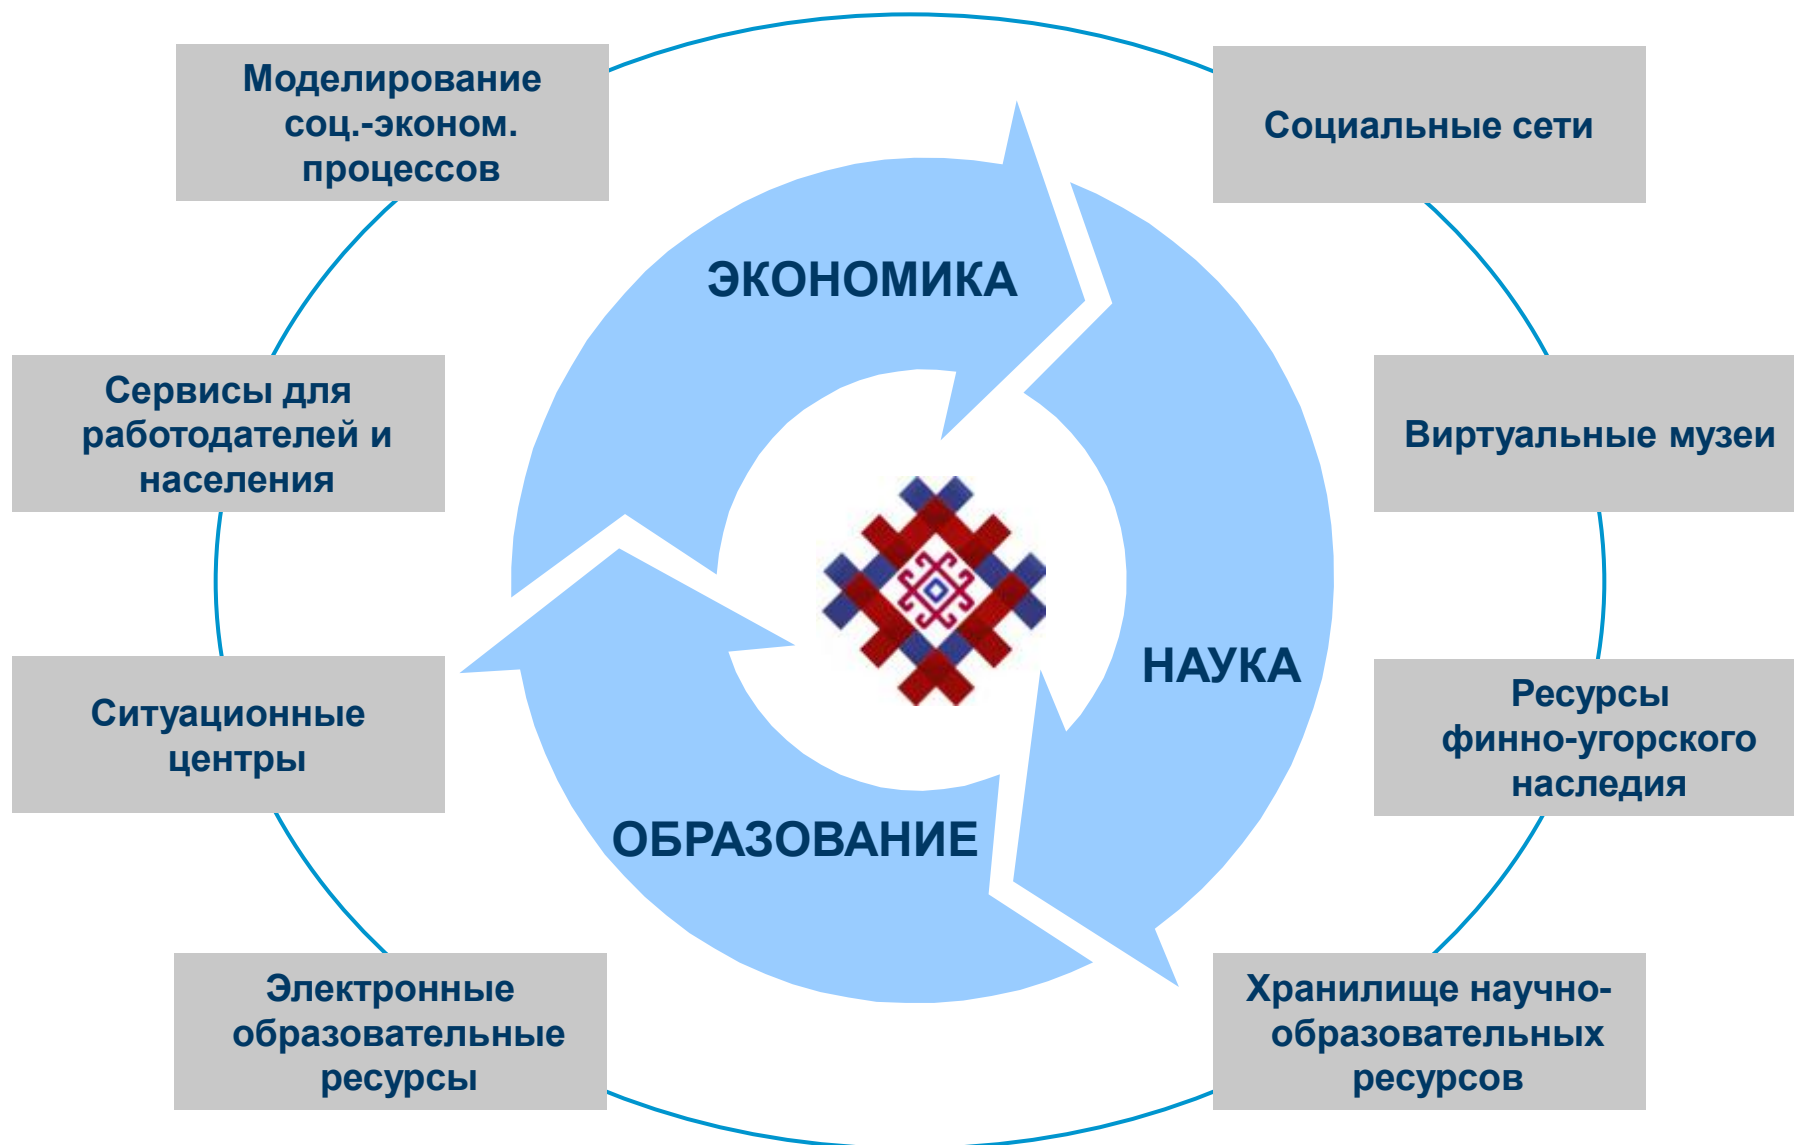 Моделирование
соц.-эконом.
процессов
Социальные сети
ЭКОНОМИКА
Сервисы для
работодателей и
населения
Виртуальные музеи
НАУКА
Ситуационные
центры
Ресурсы
финно-угорского
наследия
ОБРАЗОВАНИЕ
Электронные
образовательные
ресурсы
Хранилище научно-
образовательных
ресурсов